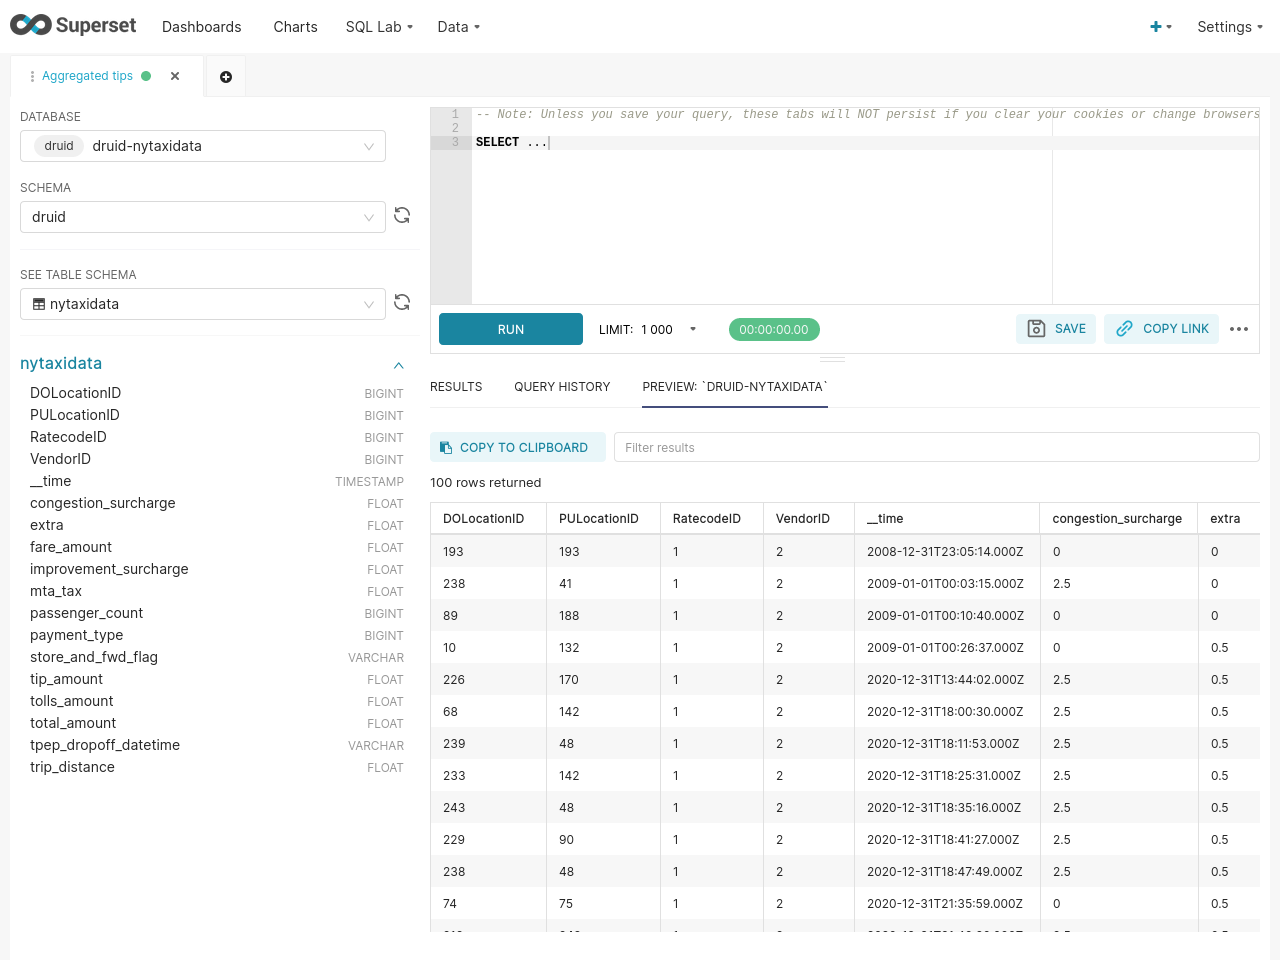 Superset Dashboards Charts SQL Lab Data Settings
Aggregated tips
DATABASE
druid druid-nytaxidata
SCHEMA
druid
SEE TABLE SCHEMA
nytaxidata
nytaxidata
DOLocationID BIGINT
PULocationID BIGINT
RatecodeID BIGINT
VendorID BIGINT
__time TIMESTAMP
congestion_surcharge FLOAT
extra FLOAT
fare_amount FLOAT
improvement_surcharge FLOAT
mta_tax FLOAT
passenger_count BIGINT
payment_type BIGINT
store_and_fwd_flag VARCHAR
tip_amount FLOAT
tolls_amount FLOAT
total_amount FLOAT
tpep_dropoff_datetime VARCHAR
trip_distance FLOAT
1 -- Note: Unless you save your query, these tabs will NOT persist if you clear your cookies or change browsers
2
3 SELECT ...
RUN LIMIT: 1 000 00:00:00.00 SAVE COPY LINK
RESULTS QUERY HISTORY PREVIEW: `DRUID-NYTAXIDATA`
COPY TO CLIPBOARD Filter results
100 rows returned
DOLocationID PULocationID RatecodeID VendorID __time congestion_surcharge extra
193 193 1 2 2008-12-31T23:05:14.000Z 0 0
238 41 1 2 2009-01-01T00:03:15.000Z 2.5 0
89 188 1 2 2009-01-01T00:10:40.000Z 0 0
10 132 1 2 2009-01-01T00:26:37.000Z 0 0.5
226 170 1 2 2020-12-31T13:44:02.000Z 2.5 0.5
68 142 1 2 2020-12-31T18:00:30.000Z 2.5 0.5
239 48 1 2 2020-12-31T18:11:53.000Z 2.5 0.5
233 142 1 2 2020-12-31T18:25:31.000Z 2.5 0.5
243 48 1 2 2020-12-31T18:35:16.000Z 2.5 0.5
229 90 1 2 2020-12-31T18:41:27.000Z 2.5 0.5
238 48 1 2 2020-12-31T18:47:49.000Z 2.5 0.5
74 75 1 2 2020-12-31T21:35:59.000Z 0 0.5